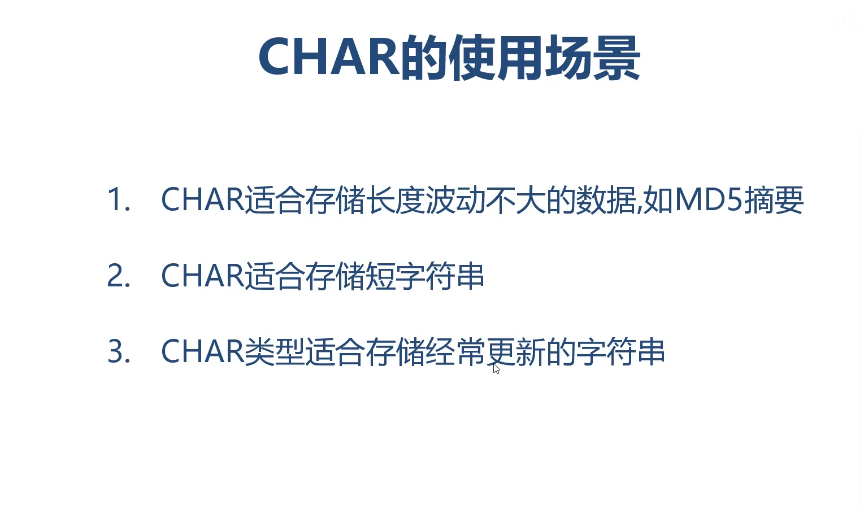 CHAR的使用场景
1. CHAR适合存储长度波动不大的数据,如MD5摘要
2. CHAR适合存储短字符串
3. CHAR类型适合存储经常更新的字符串